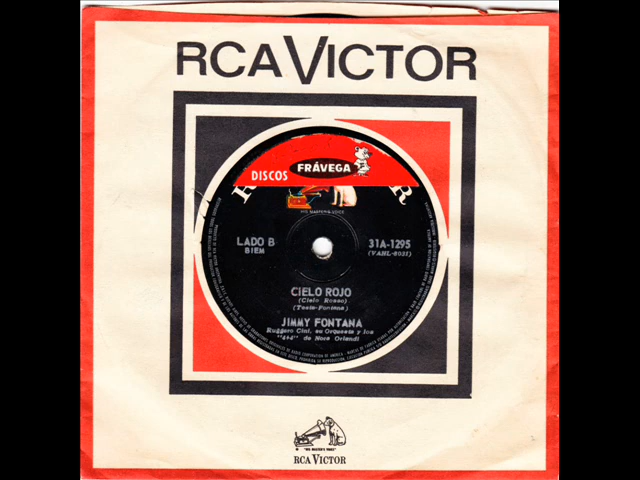 RCA VICTOR
DISCOS FRÁVEGA
HIS MASTER'S VOICE
LADO B
BIEM
31A-1295
(VAHL-8021)
CIELO ROJO
(Cielo Rosso)
(Testa-Fontana)
JIMMY FONTANA
Ruggero Cini, su Orquesta y los
"4+4" de Nora Orlandi
"HIS MASTER'S VOICE"
RCA VICTOR